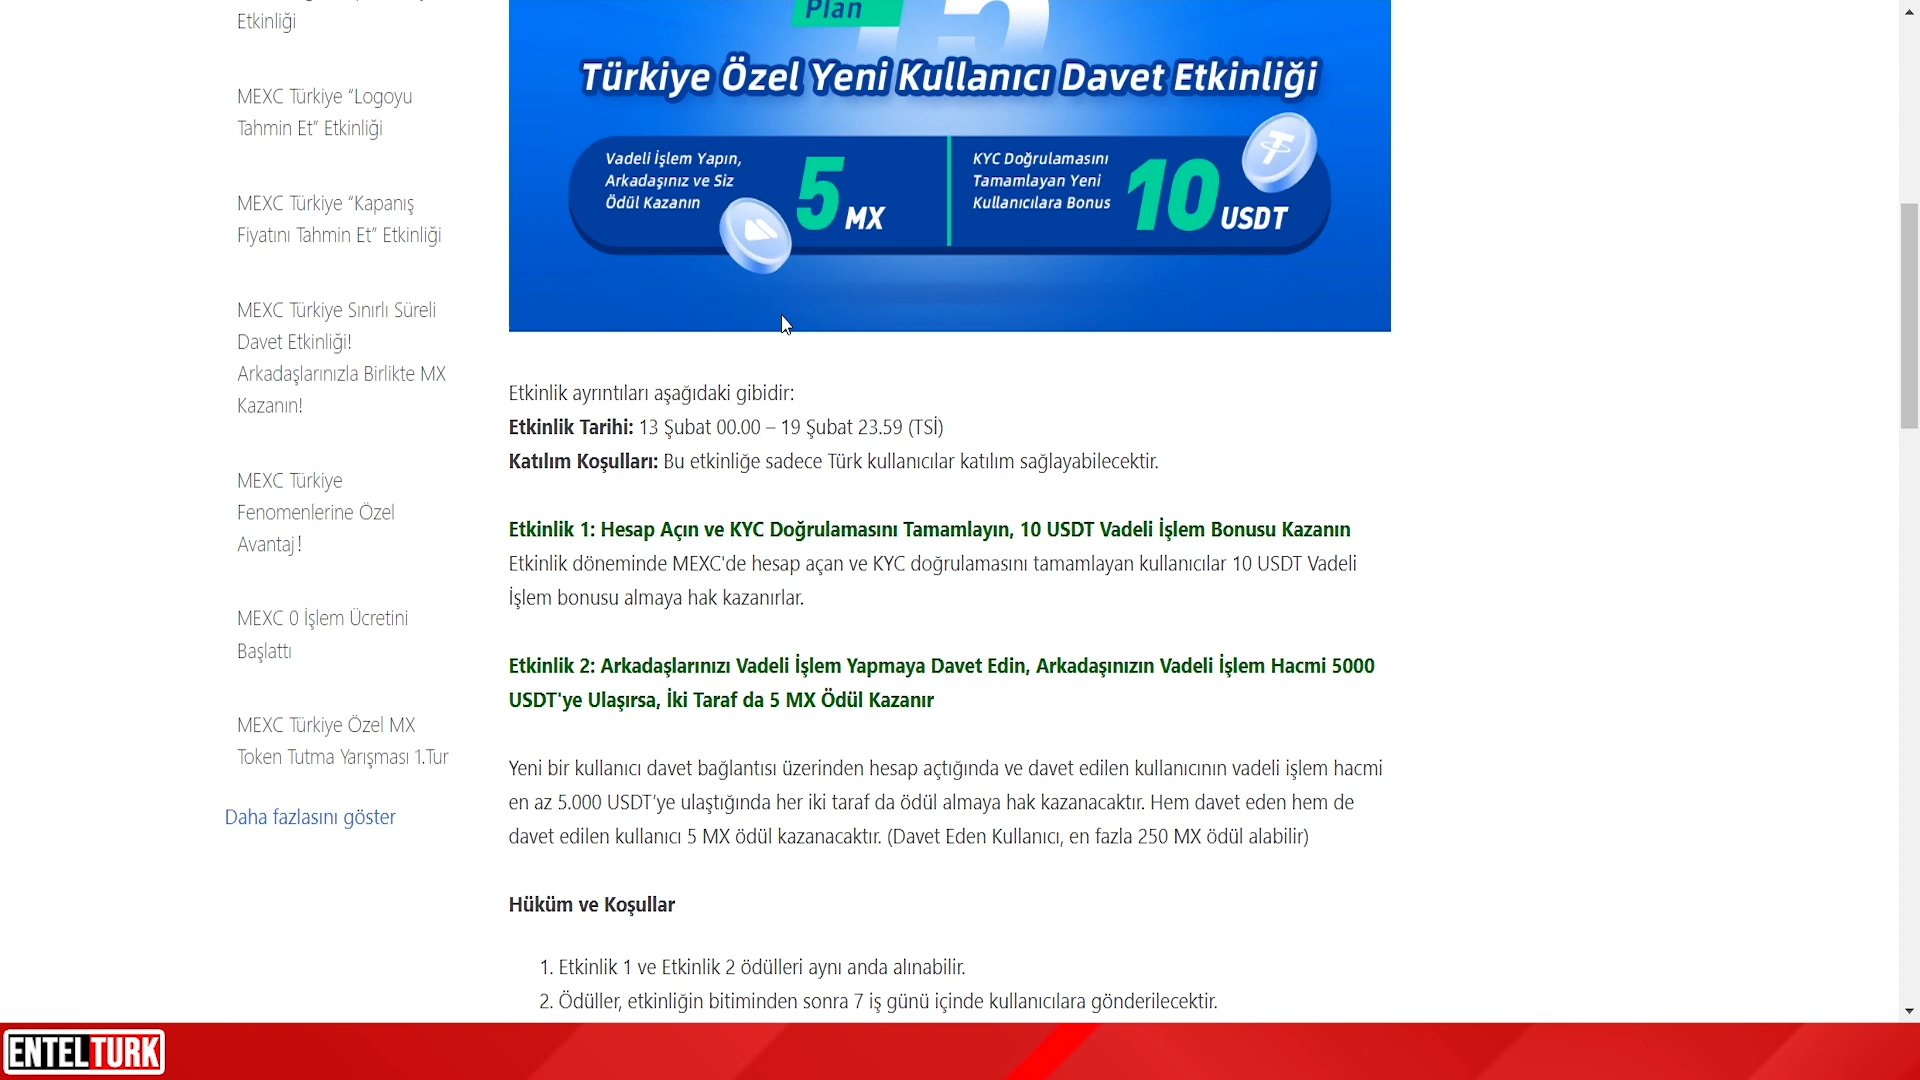 Etkinliği
MEXC Türkiye “Logoyu
Tahmin Et” Etkinliği
MEXC Türkiye “Kapanış
Fiyatını Tahmin Et” Etkinliği
MEXC Türkiye Sınırlı Süreli
Davet Etkinliği!
Arkadaşlarınızla Birlikte MX
Kazanın!
MEXC Türkiye
Fenomenlerine Özel
Avantaj!
MEXC 0 İşlem Ücretini
Başlattı
MEXC Türkiye Özel MX
Token Tutma Yarışması 1.Tur
Daha fazlasını göster
Plan
Türkiye Özel Yeni Kullanıcı Davet Etkinliği
Vadeli İşlem Yapın,
Arkadaşınız ve Siz
Ödül Kazanın
5 MX
KYC Doğrulamasını
Tamamlayan Yeni
Kullanıcılara Bonus
10 USDT
Etkinlik ayrıntıları aşağıdaki gibidir:
Etkinlik Tarihi: 13 Şubat 00.00 – 19 Şubat 23.59 (TSİ)
Katılım Koşulları: Bu etkinliğe sadece Türk kullanıcılar katılım sağlayabilecektir.
Etkinlik 1: Hesap Açın ve KYC Doğrulamasını Tamamlayın, 10 USDT Vadeli İşlem Bonusu Kazanın
Etkinlik döneminde MEXC'de hesap açan ve KYC doğrulamasını tamamlayan kullanıcılar 10 USDT Vadeli
İşlem bonusu almaya hak kazanırlar.
Etkinlik 2: Arkadaşlarınızı Vadeli İşlem Yapmaya Davet Edin, Arkadaşınızın Vadeli İşlem Hacmi 5000
USDT'ye Ulaşırsa, İki Taraf da 5 MX Ödül Kazanır
Yeni bir kullanıcı davet bağlantısı üzerinden hesap açtığında ve davet edilen kullanıcının vadeli işlem hacmi
en az 5.000 USDT’ye ulaştığında her iki taraf da ödül almaya hak kazanacaktır. Hem davet eden hem de
davet edilen kullanıcı 5 MX ödül kazanacaktır. (Davet Eden Kullanıcı, en fazla 250 MX ödül alabilir)
Hüküm ve Koşullar
1. Etkinlik 1 ve Etkinlik 2 ödülleri aynı anda alınabilir.
2. Ödüller, etkinliğin bitiminden sonra 7 iş günü içinde kullanıcılara gönderilecektir.
ENTELTURK